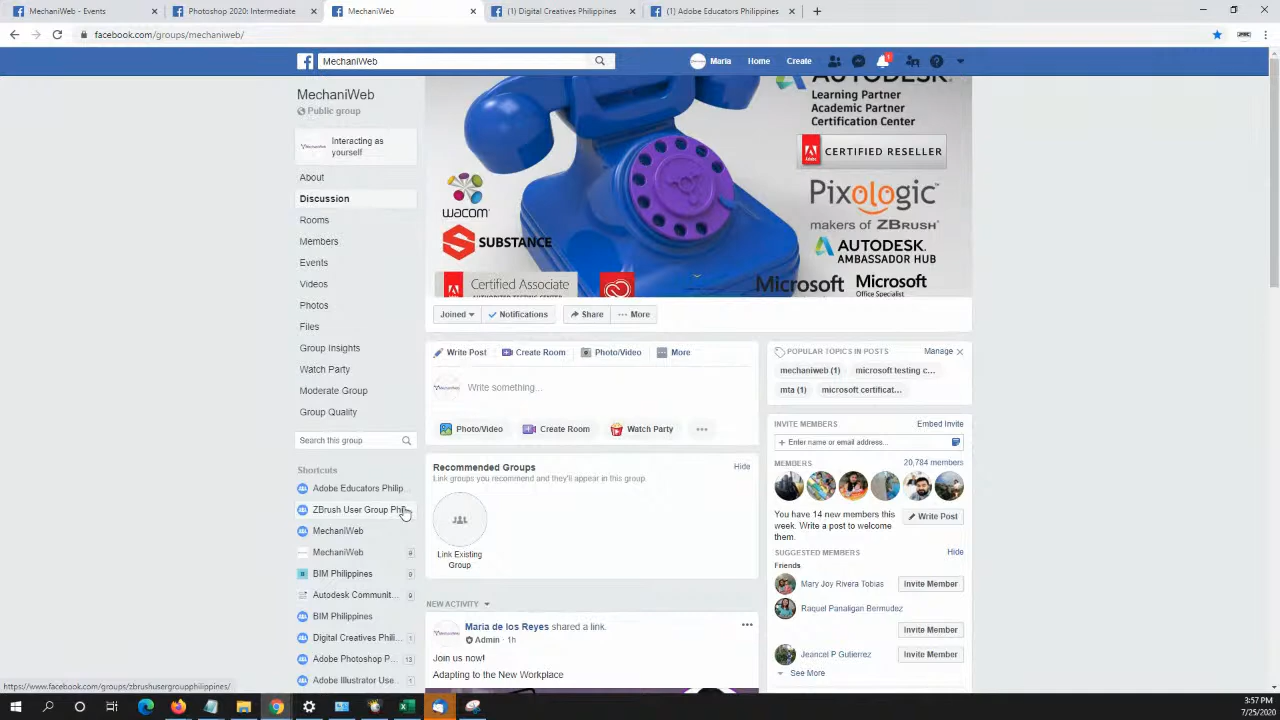 MechaniWeb - Events
Photoshop 2020: Intermediate
MechaniWeb
(1) Digital Creatives Philippines
(1) Adobe Educators Philippines
facebook.com/groups/mechaniweb/
MechaniWeb
Maria
Home
Create
1
MechaniWeb
Public group
Interacting as
yourself
About
Discussion
Rooms
Members
Events
Videos
Photos
Files
Group Insights
Watch Party
Moderate Group
Group Quality
Search this group
Shortcuts
Adobe Educators Philip...
ZBrush User Group Phili
MechaniWeb
MechaniWeb
9
BIM Philippines
9
Autodesk Communit...
9
BIM Philippines
Digital Creatives Phili...
1
Adobe Photoshop P...
13
Adobe Illustrator Use...
AUTODESK
Learning Partner
Academic Partner
Certification Center
CERTIFIED RESELLER
Pixologic™
makers of ZBRUSH
wacom
SUBSTANCE
AUTODESK.
AMBASSADOR HUB
Certified Associate
AUTHORIZED TESTING CENTER
Microsoft
Microsoft
Office Specialist
Joined
Notifications
Share
More
Write Post
Create Room
Photo/Video
More
Write something...
Photo/Video
Create Room
Watch Party
Recommended Groups
Hide
Link groups you recommend and they'll appear in this group.
Link Existing
Group
NEW ACTIVITY
Maria de los Reyes shared a link.
Admin · 1h
Join us now!
Adapting to the New Workplace
POPULAR TOPICS IN POSTS
Manage
mechaniweb (1)
microsoft testing c...
mta (1)
microsoft certificat...
INVITE MEMBERS
Embed Invite
+ Enter name or email address...
MEMBERS
20,784 members
You have 14 new members this
week. Write a post to welcome
them.
Write Post
SUGGESTED MEMBERS
Hide
Friends
Mary Joy Rivera Tobias
Invite Member
Raquel Panaligan Bermudez
Invite Member
Jeancel P Gutierrez
Invite Member
See More
https://www.facebook.com/groups/zbrushusergroupphilippines/
3:57 PM
7/25/2020